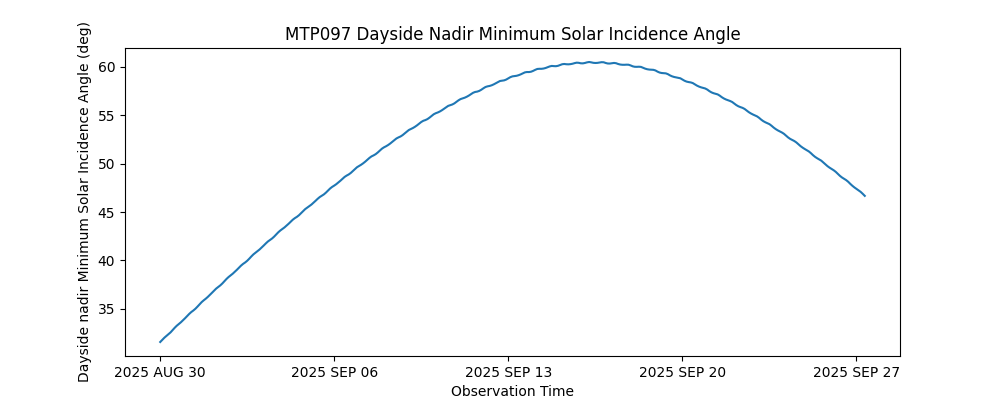 MTP097 Dayside Nadir Minimum Solar Incidence Angle
Dayside nadir Minimum Solar Incidence Angle (deg)
60
55
50
45
40
35
2025 AUG 30
2025 SEP 06
2025 SEP 13
2025 SEP 20
2025 SEP 27
Observation Time